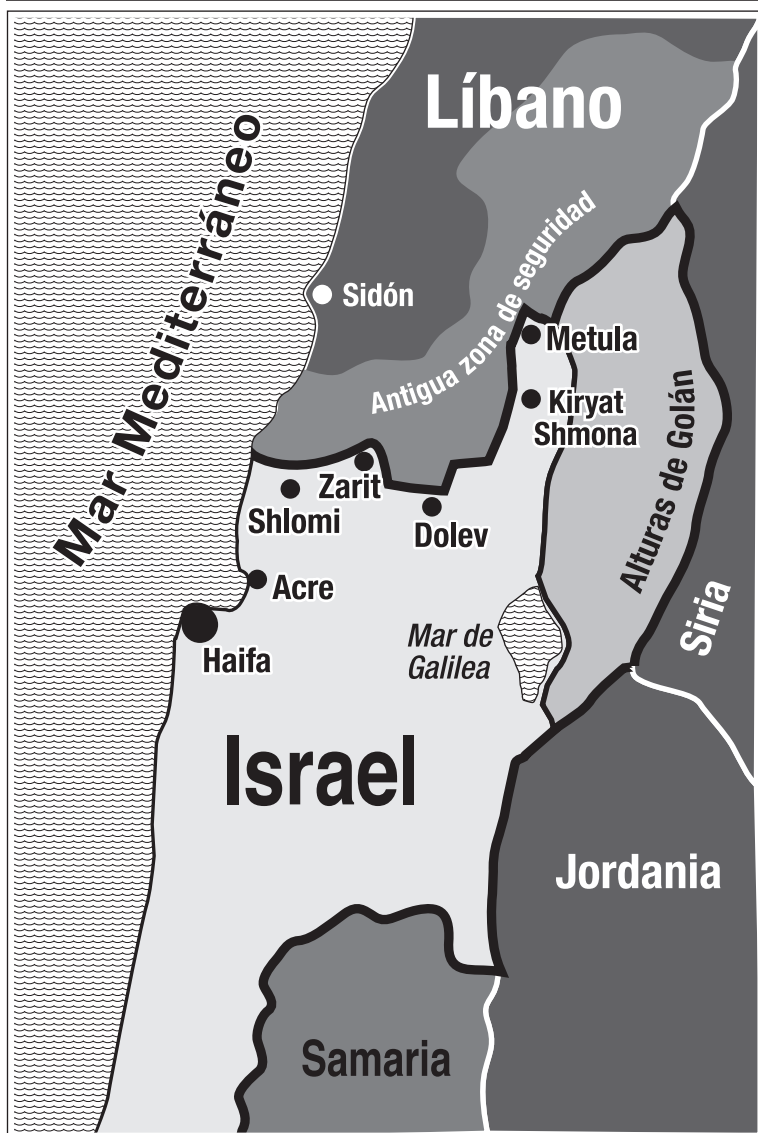 Líbano
Mar Mediterráneo
Antigua zona de seguridad
Sidón
Metula
Kiryat
Shmona
Alturas de Golán
Zarit
Shlomi
Dolev
Acre
Siria
Haifa
Mar de
Galilea
Israel
Jordania
Samaria